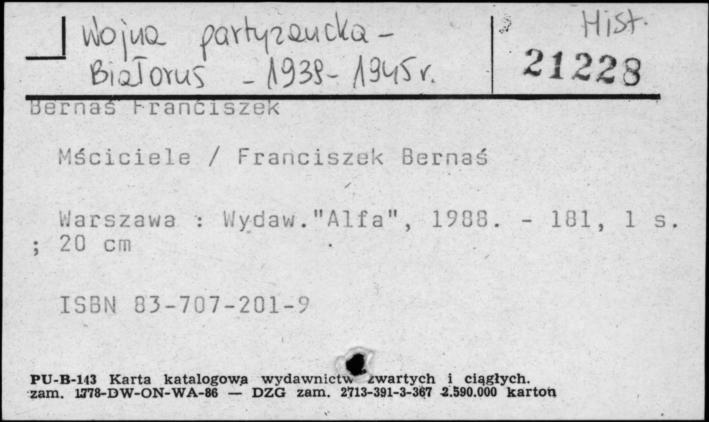 Wojna partyzancka -
Białoruś - 1939-1945 r.
Hist.
21228
Bernaś Franciszek
Mściciele / Franciszek Bernaś
Warszawa : Wydaw."Alfa", 1988. - 181, 1 s.
; 20 cm
ISBN 83-707-201-9
PU-B-143 Karta katalogowa wydawnictw zwartych i ciągłych.
zam. 1778-DW-ON-WA-86 — DZG zam. 2713-391-3-367 2.590.000 karton